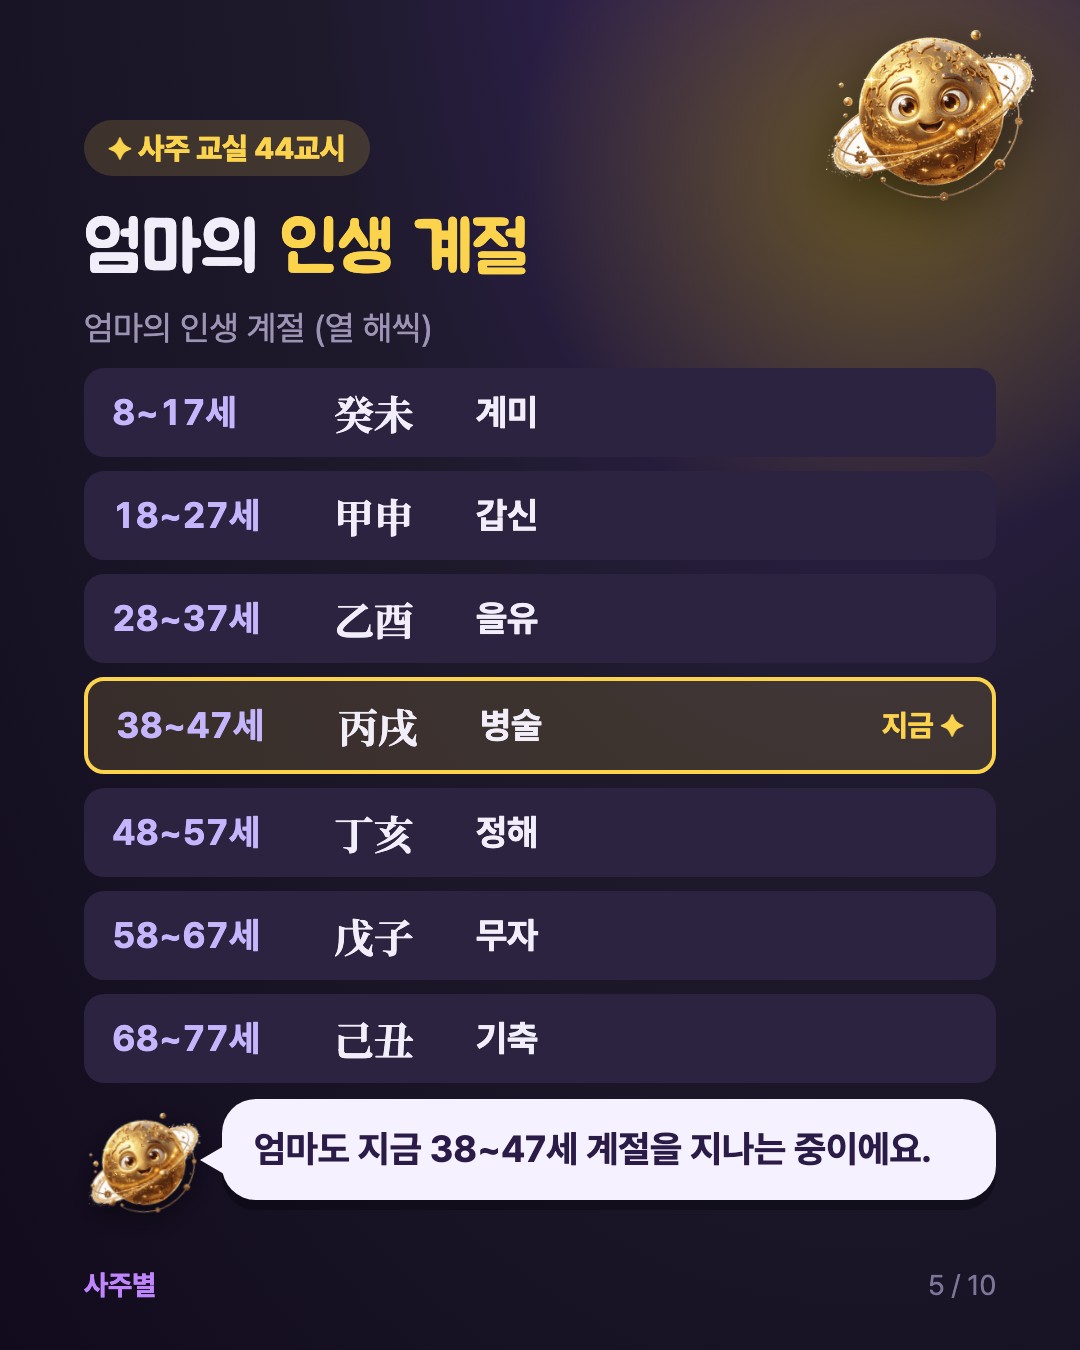 ✦ 사주 교실 44교시
엄마의 인생 계절
엄마의 인생 계절 (열 해씩)
8~17세 癸未 계미
18~27세 甲申 갑신
28~37세 乙酉 을유
38~47세 丙戌 병술 지금 ✦
48~57세 丁亥 정해
58~67세 戊子 무자
68~77세 己丑 기축
엄마도 지금 38~47세 계절을 지나는 중이에요.
사주별
5 / 10